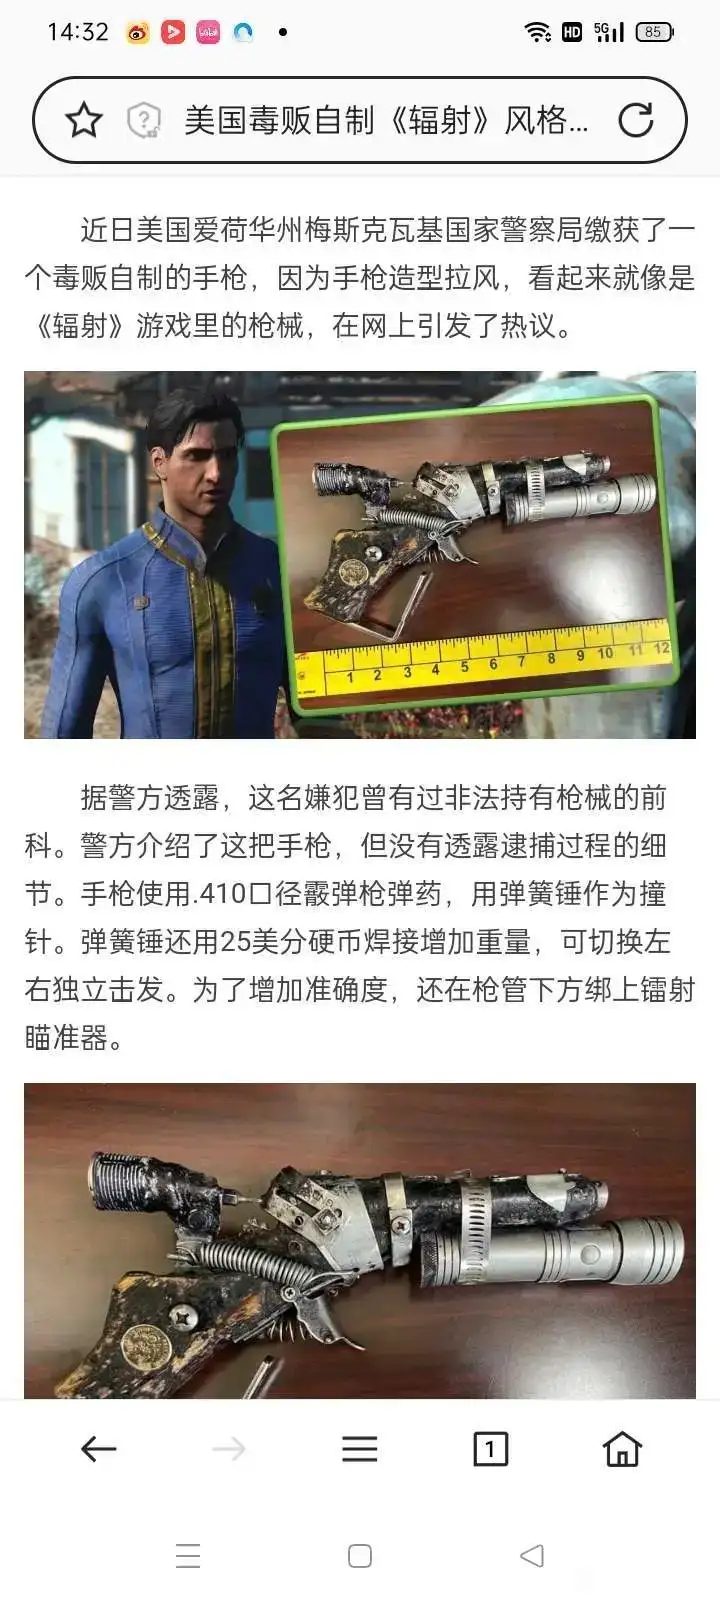 14:32
HD 5G 85
美国毒贩自制《辐射》风格...
近日美国爱荷华州梅斯克瓦基国家警察局缴获了一
个毒贩自制的手枪，因为手枪造型拉风，看起来就像是
《辐射》游戏里的枪械，在网上引发了热议。
1 2 3 4 5 6 7 8 9 10 11 12
据警方透露，这名嫌犯曾有过非法持有枪械的前
科。警方介绍了这把手枪，但没有透露逮捕过程的细
节。手枪使用.410口径霰弹枪弹药，用弹簧锤作为撞
针。弹簧锤还用25美分硬币焊接增加重量，可切换左
右独立击发。为了增加准确度，还在枪管下方绑上镭射
瞄准器。
1